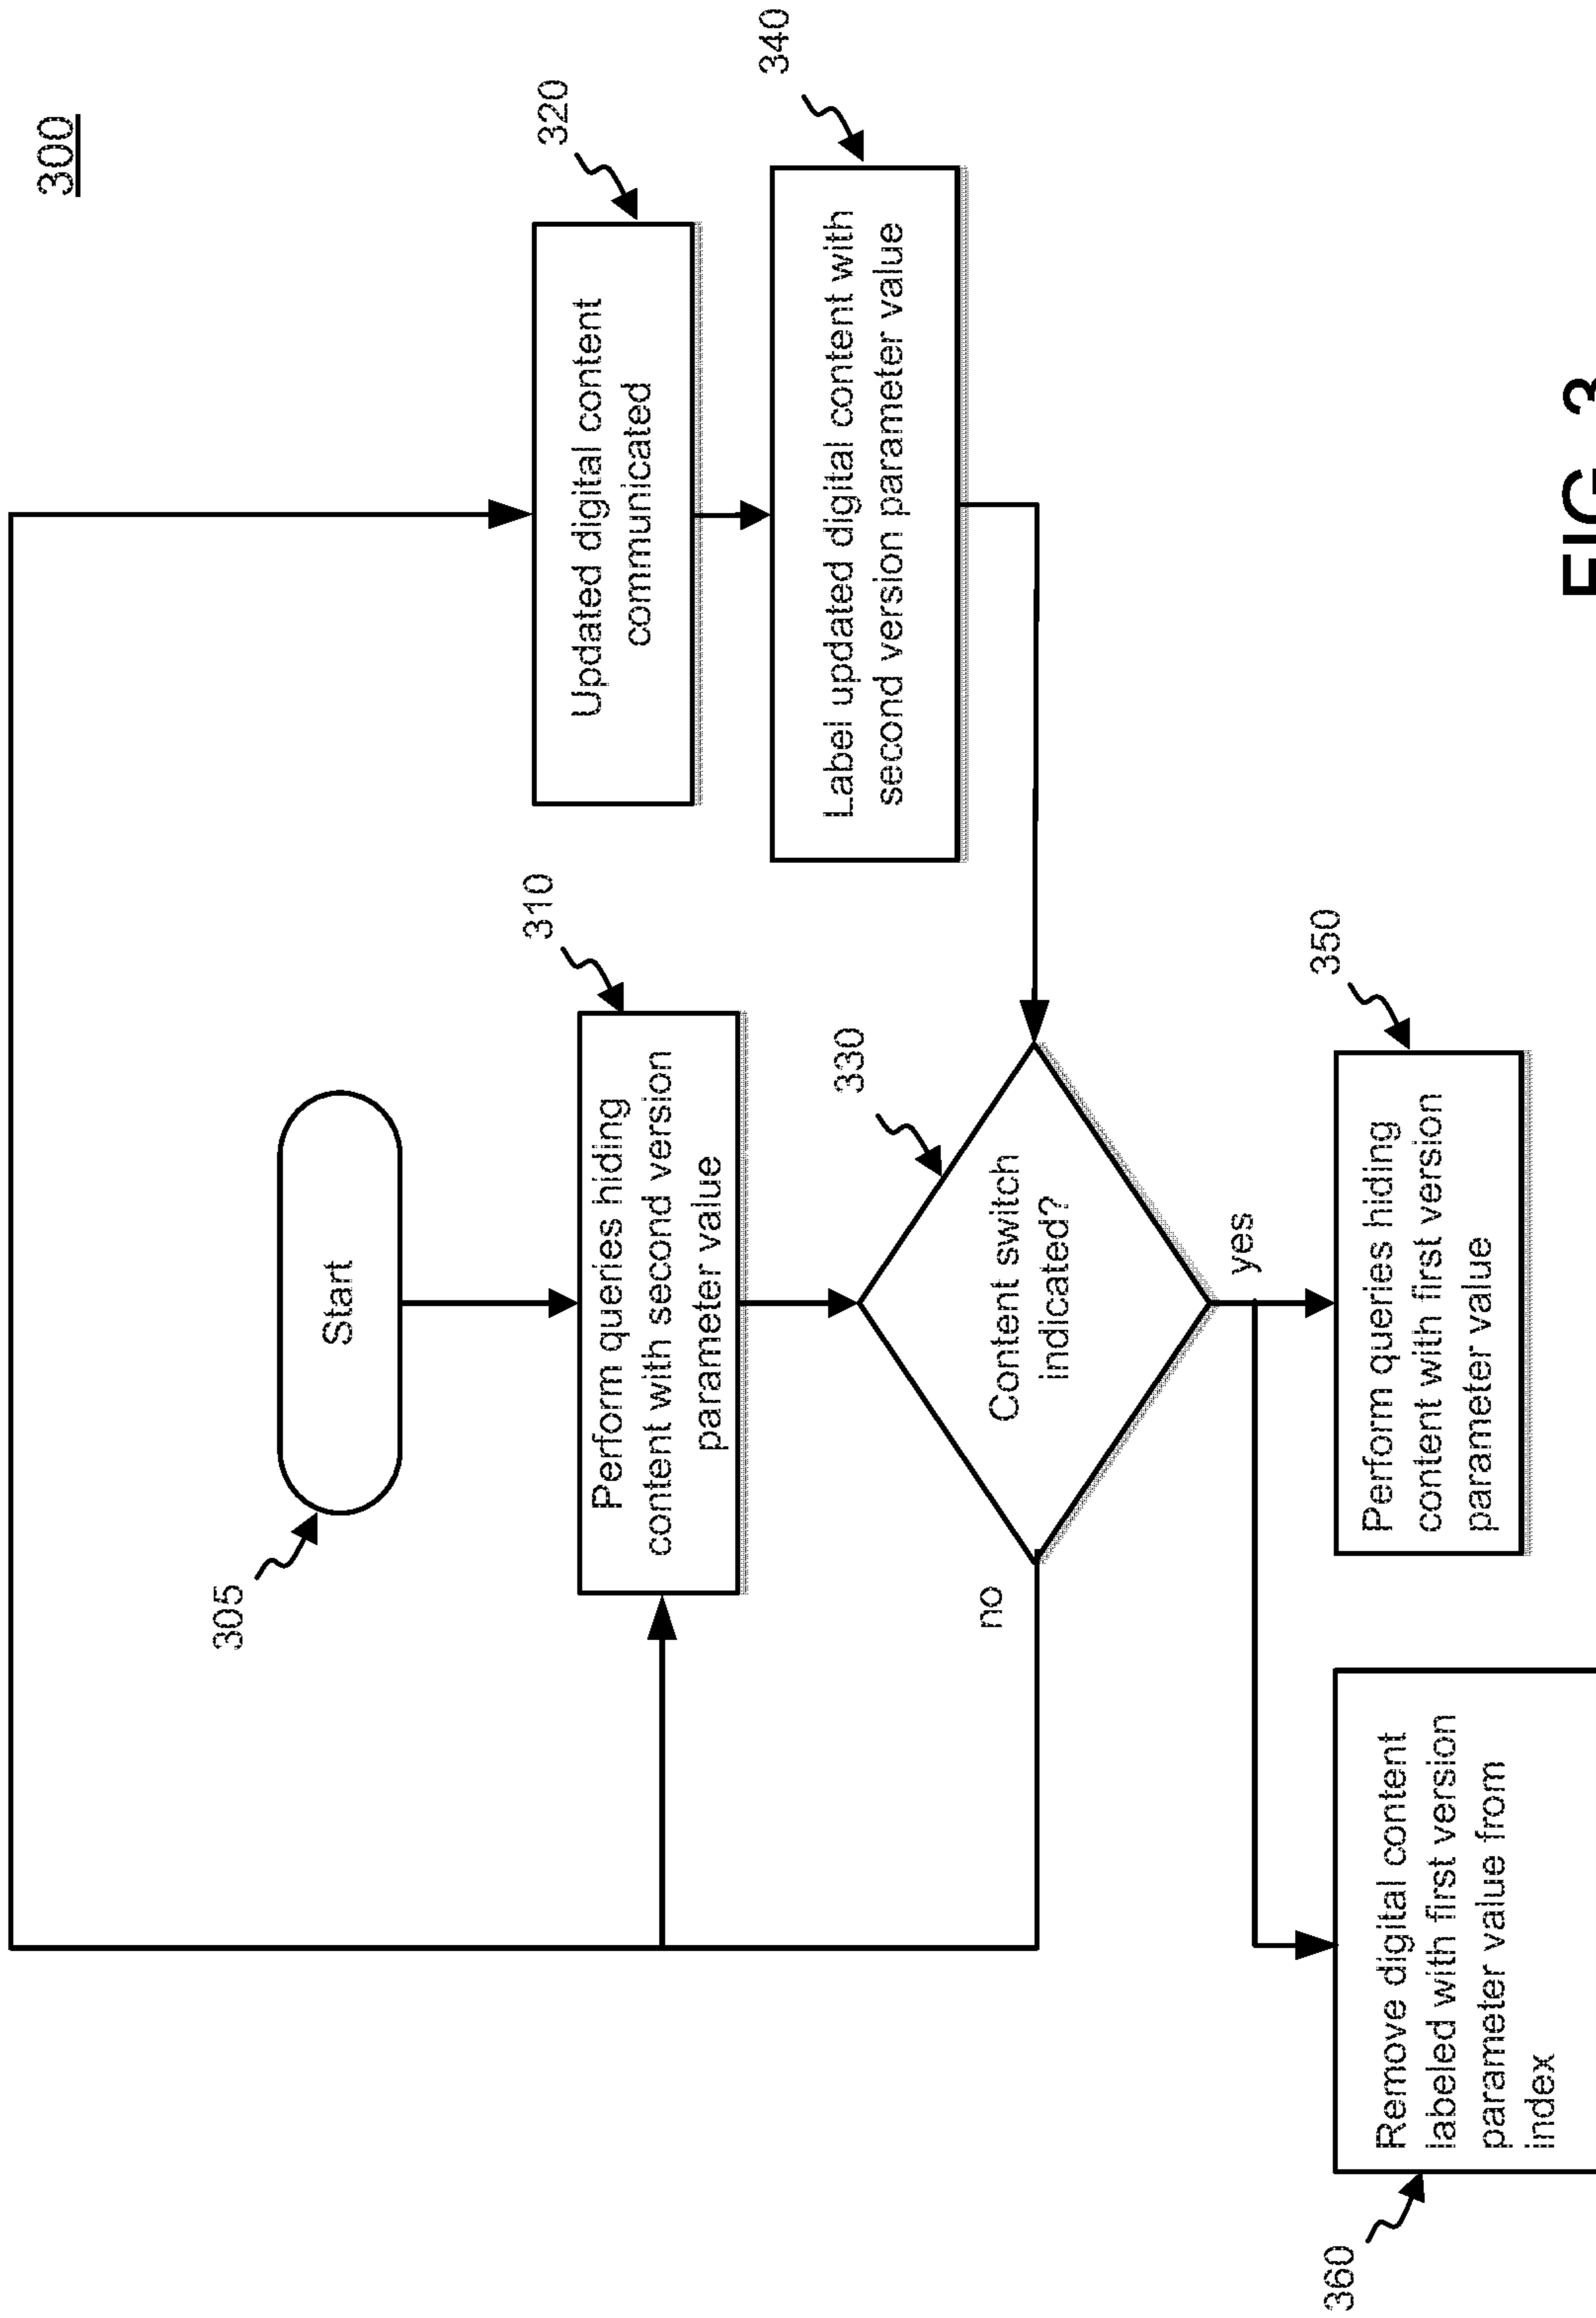 300
Start
305
Perform queries hiding
content with second version
parameter value
310
Updated digital content
communicated
320
Label updated digital content with
second version parameter value
340
Content switch
indicated?
330
no
yes
Perform queries hiding
content with first version
parameter value
350
Remove digital content
labeled with first version
parameter value from
index
360
FIG. 3